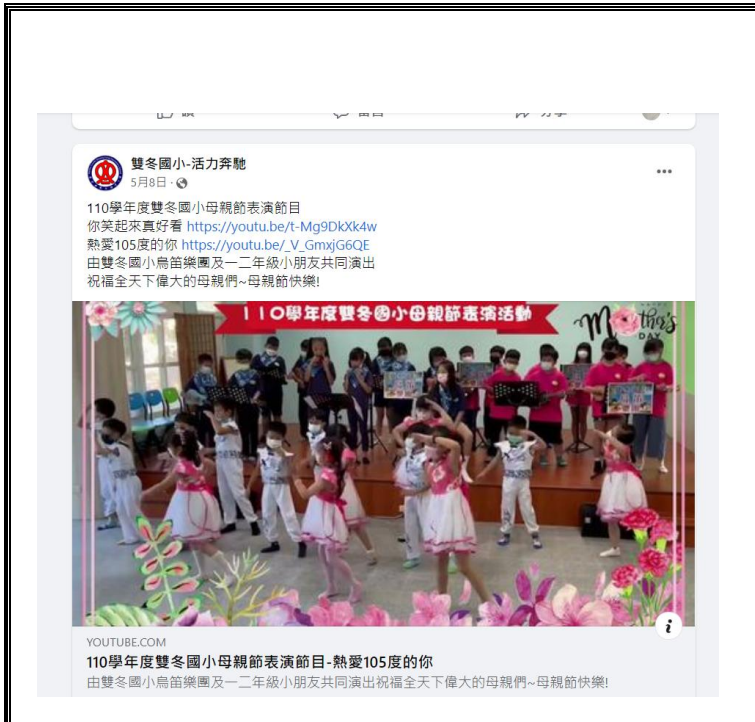 雙冬國小-活力奔馳
5月8日
110學年度雙冬國小母親節表演節目
你笑起來真好看 https://youtu.be/t-Mg9DkXk4w
熱愛105度的你 https://youtu.be/_V_GmxjG6QE
由雙冬國小烏笛樂團及一二年級小朋友共同演出
祝福全天下偉大的母親們~母親節快樂!
110學年度雙冬國小母親節表演活動
Mother's
DAY
YOUTUBE.COM
110學年度雙冬國小母親節表演節目-熱愛105度的你
由雙冬國小烏笛樂團及一二年級小朋友共同演出祝福全天下偉大的母親們~母親節快樂!